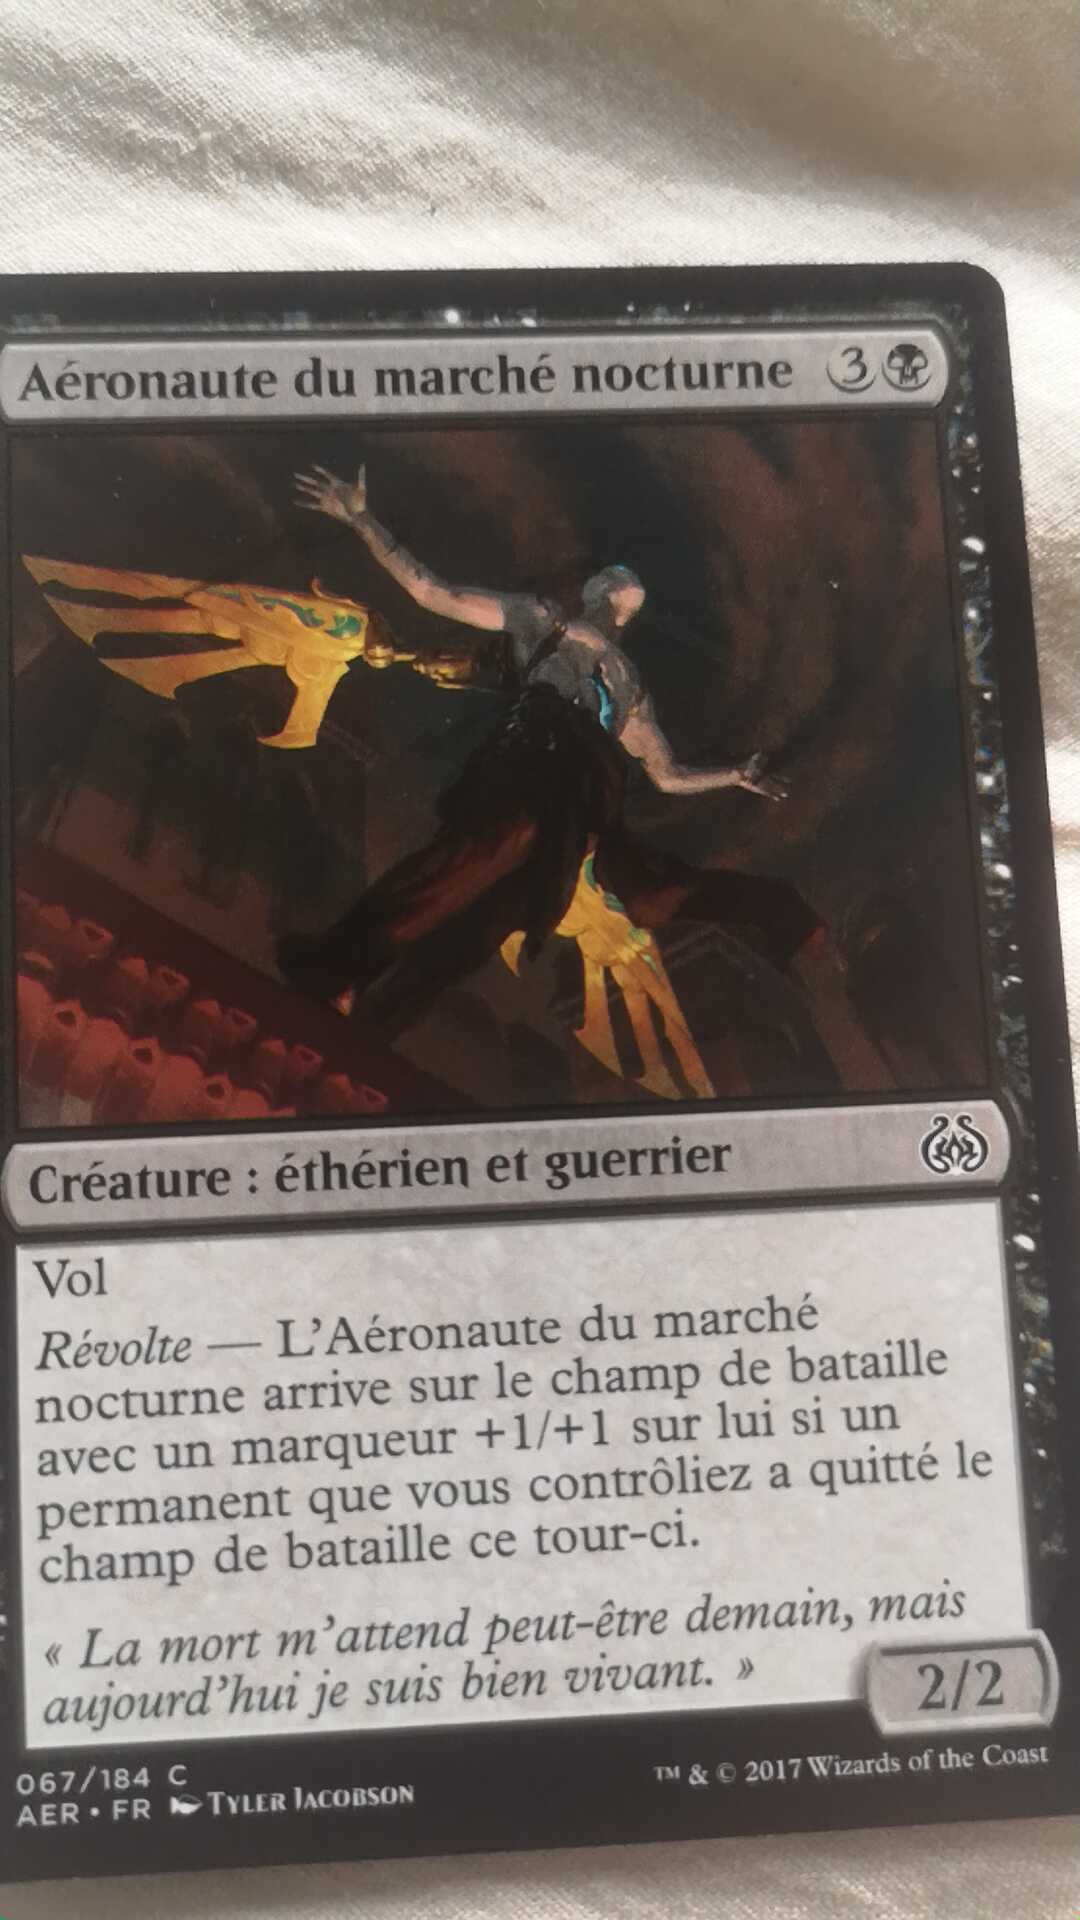 Aéronaute du marché nocturne 3
Créature : éthérien et guerrier
Vol
Révolte — L'Aéronaute du marché
nocturne arrive sur le champ de bataille
avec un marqueur +1/+1 sur lui si un
permanent que vous contrôliez a quitté le
champ de bataille ce tour-ci.
« La mort m'attend peut-être demain, mais
aujourd'hui je suis bien vivant. »
2/2
067/184 C
AER • FR Tyler Jacobson
™ & © 2017 Wizards of the Coast